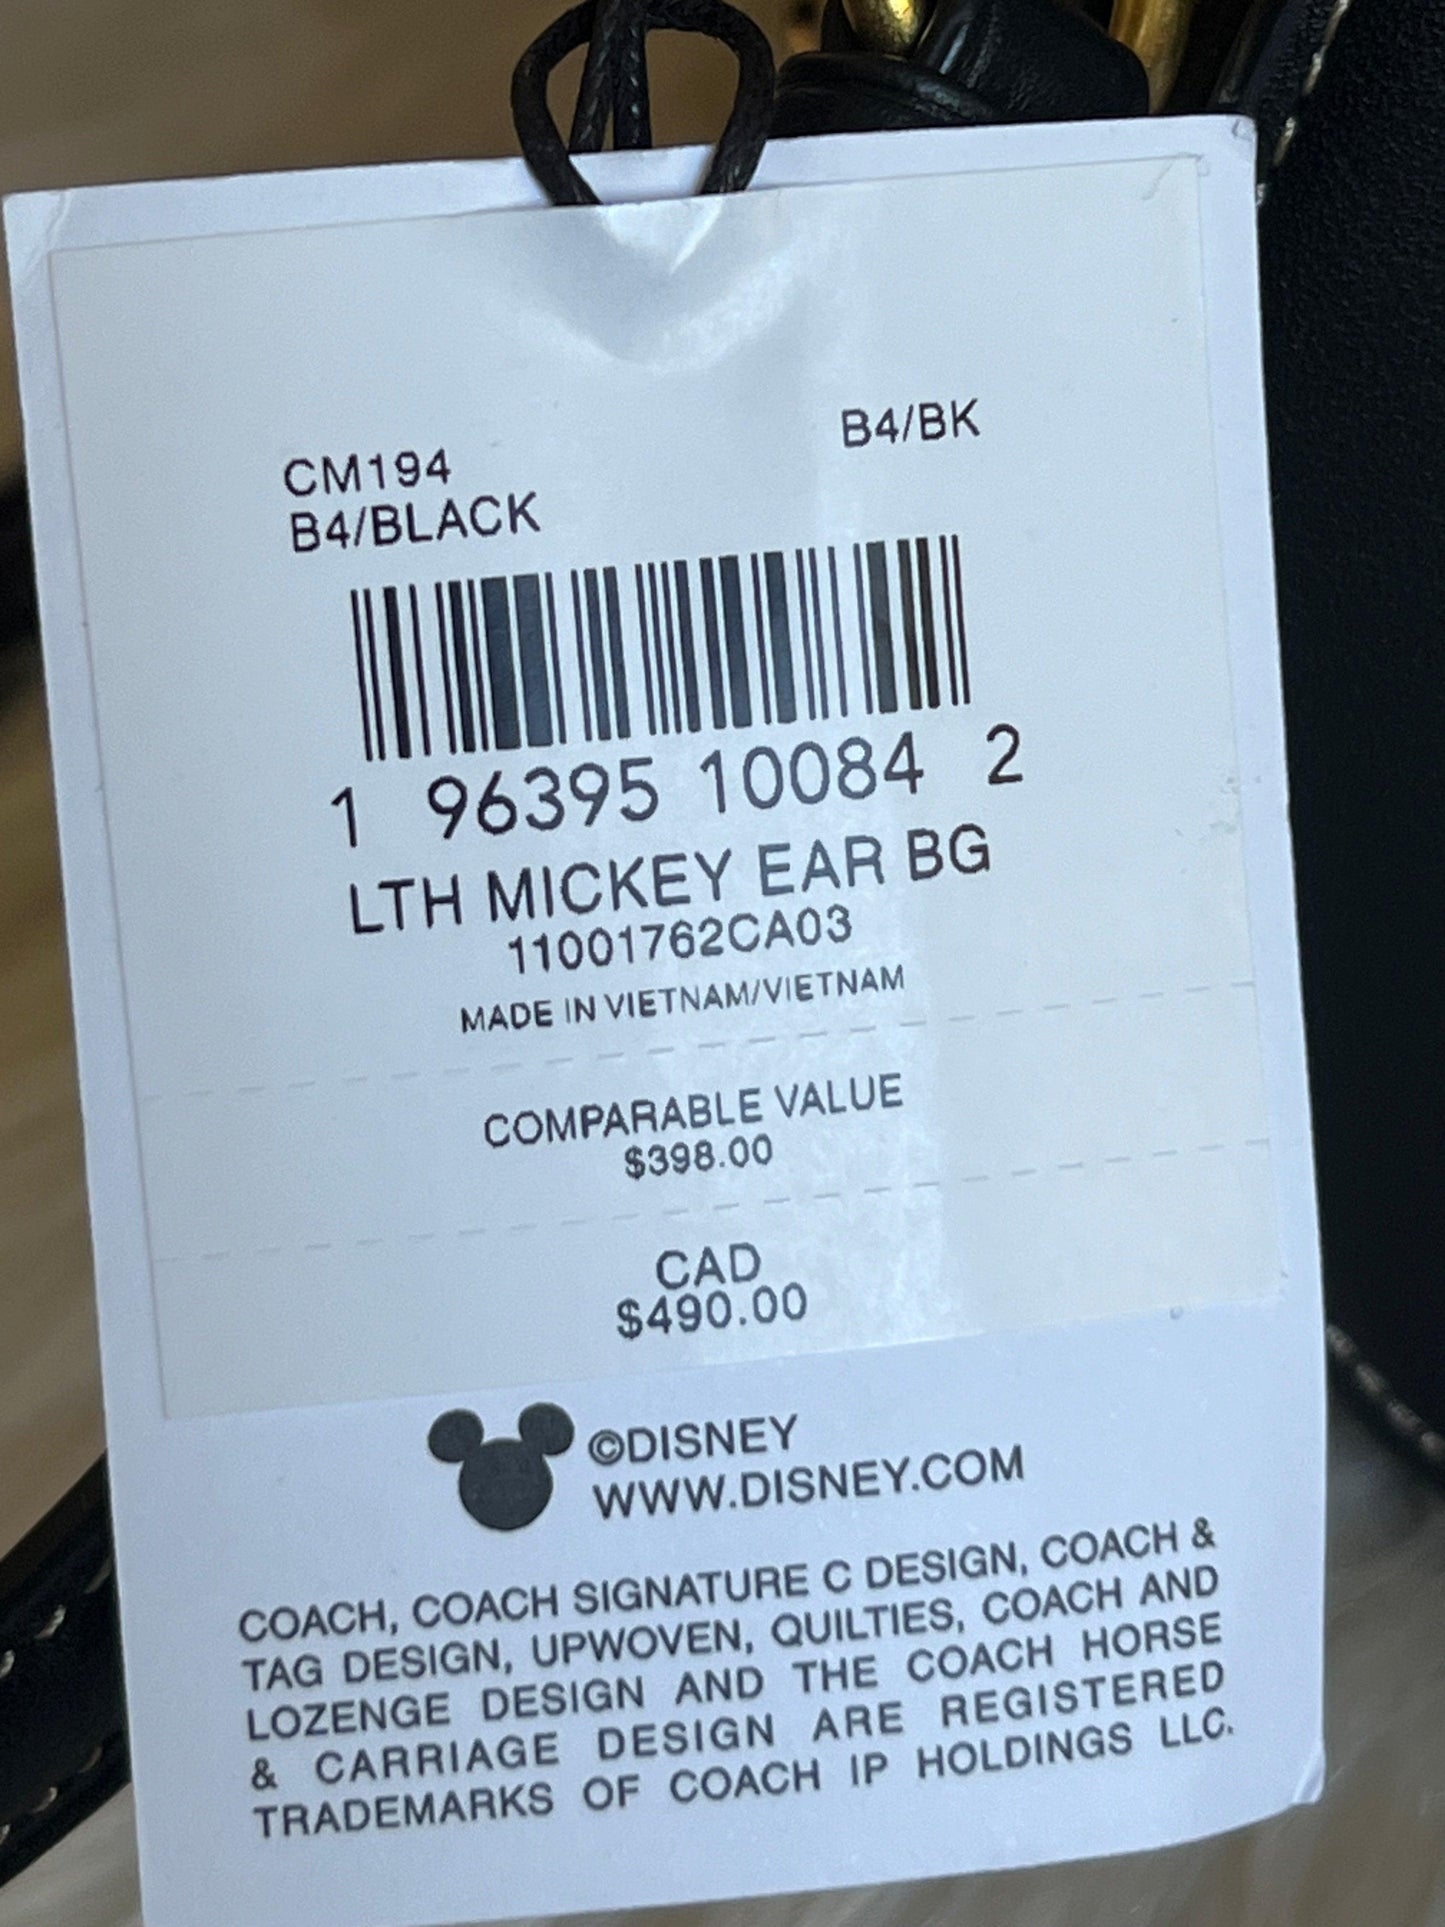 B4/BK
CM194
B4/BLACK
1 96395 10084 2
LTH MICKEY EAR BG
11001762CA03
MADE IN VIETNAM/VIETNAM
COMPARABLE VALUE
$398.00
CAD
$490.00
©DISNEY
WWW.DISNEY.COM
COACH, COACH SIGNATURE C DESIGN, COACH &
TAG DESIGN, UPWOVEN, QUILTIES, COACH AND
LOZENGE DESIGN AND THE COACH HORSE
& CARRIAGE DESIGN ARE REGISTERED
TRADEMARKS OF COACH IP HOLDINGS LLC.